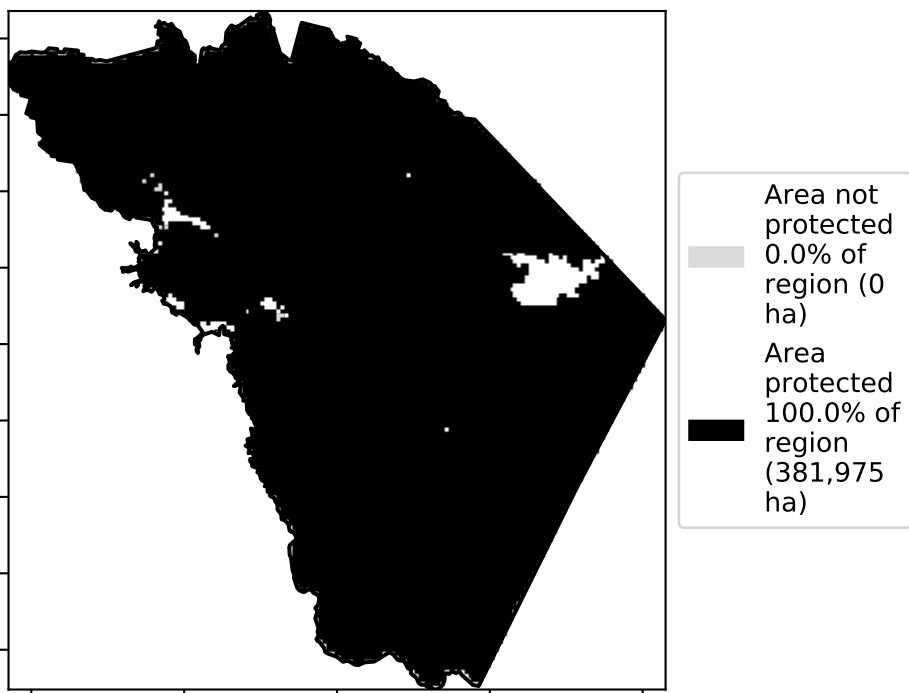 Area not
protected
0.0% of
region (0
ha)
Area
protected
100.0% of
region
(381,975
ha)